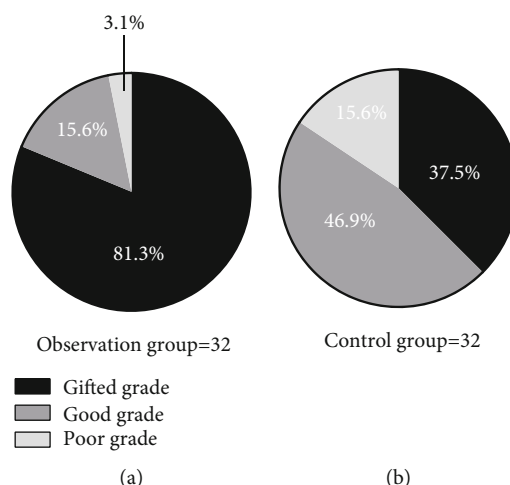 3.1%
15.6%
81.3%
Observation group=32
15.6%
37.5%
46.9%
Control group=32
Gifted grade
Good grade
Poor grade
(a)
(b)